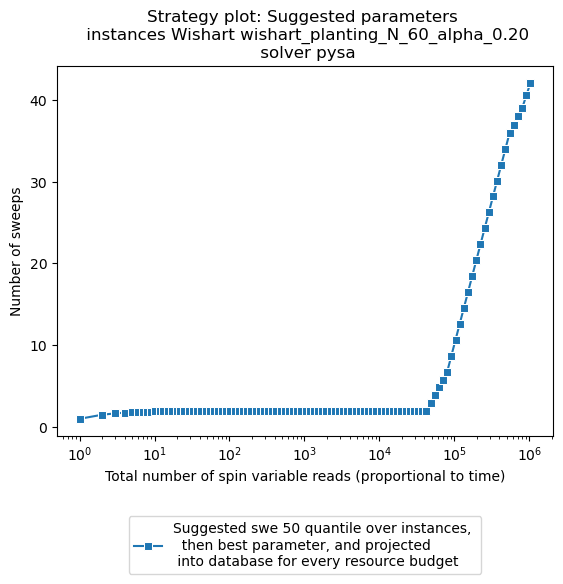 Strategy plot: Suggested parameters
instances Wishart wishart_planting_N_60_alpha_0.20
solver pysa
40
30
20
10
0
Number of sweeps
10^0
10^1
10^2
10^3
10^4
10^5
10^6
Total number of spin variable reads (proportional to time)
Suggested swe 50 quantile over instances,
then best parameter, and projected
into database for every resource budget